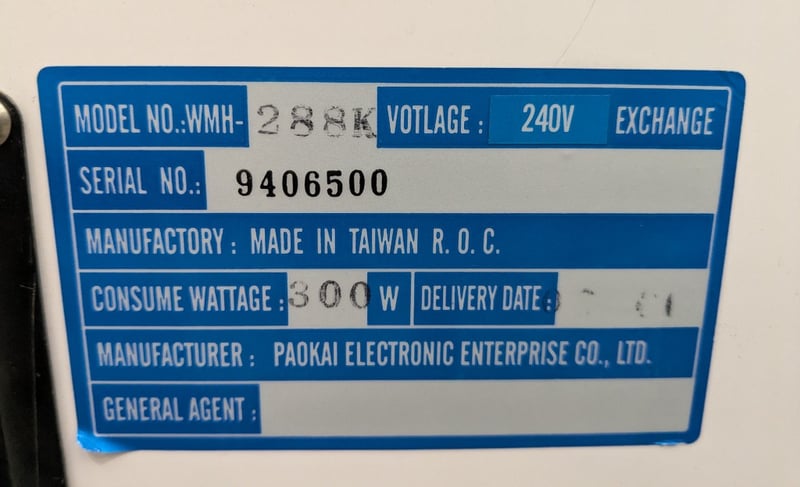 MODEL NO.:WMH-288K VOTLAGE : 240V EXCHANGE
SERIAL NO.: 9406500
MANUFACTORY : MADE IN TAIWAN R. O. C.
CONSUME WATTAGE : 300 W DELIVERY DATE :
MANUFACTURER : PAOKAI ELECTRONIC ENTERPRISE CO., LTD.
GENERAL AGENT :